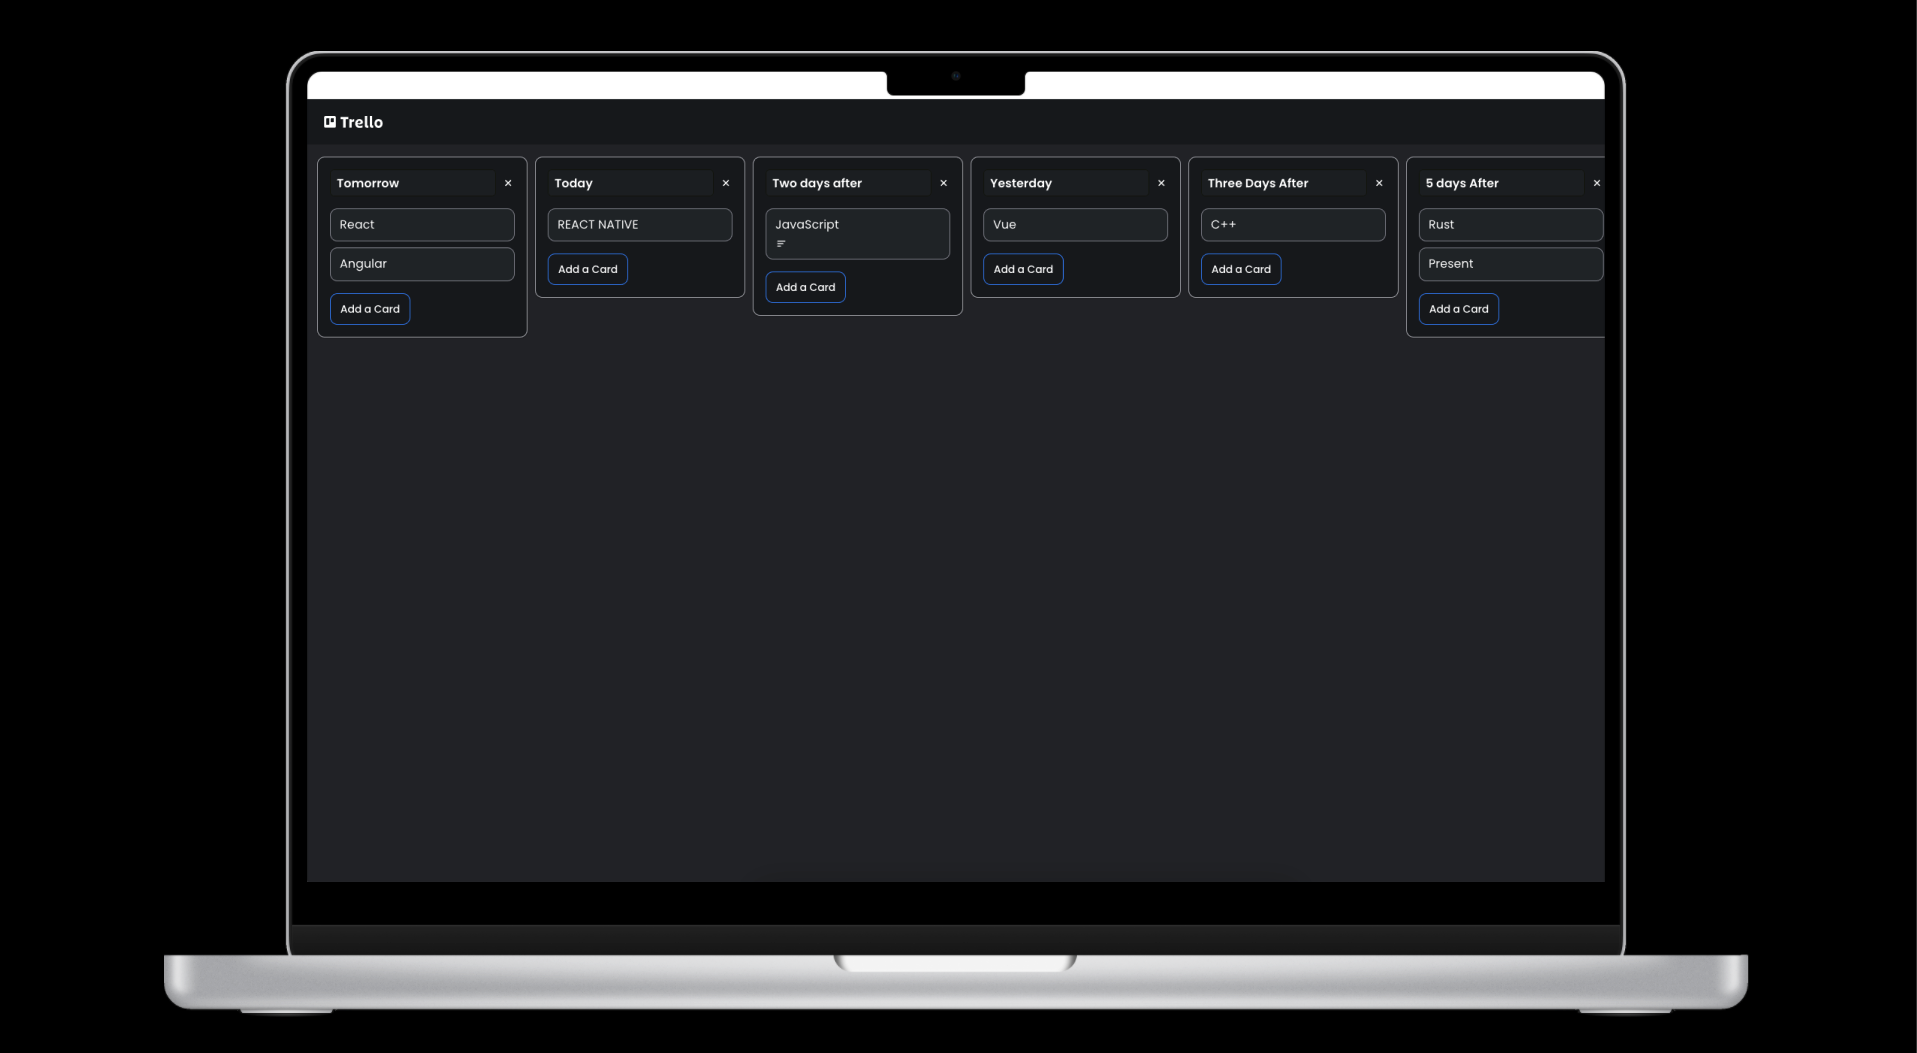 Trello
Tomorrow ×
React
Angular
Add a Card
Today ×
REACT NATIVE
Add a Card
Two days after ×
JavaScript
Add a Card
Yesterday ×
Vue
Add a Card
Three Days After ×
C++
Add a Card
5 days After ×
Rust
Present
Add a Card